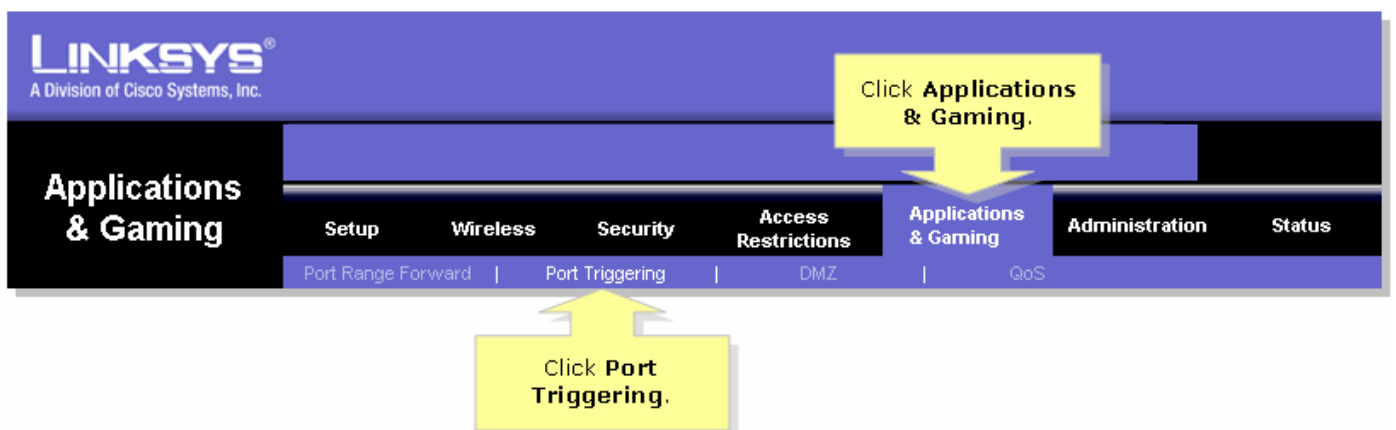 LINKSYS®
A Division of Cisco Systems, Inc.
Click Applications
& Gaming.
Applications
& Gaming
Setup Wireless Security Access Restrictions Applications & Gaming Administration Status
Port Range Forward | Port Triggering | DMZ | QoS
Click Port
Triggering.